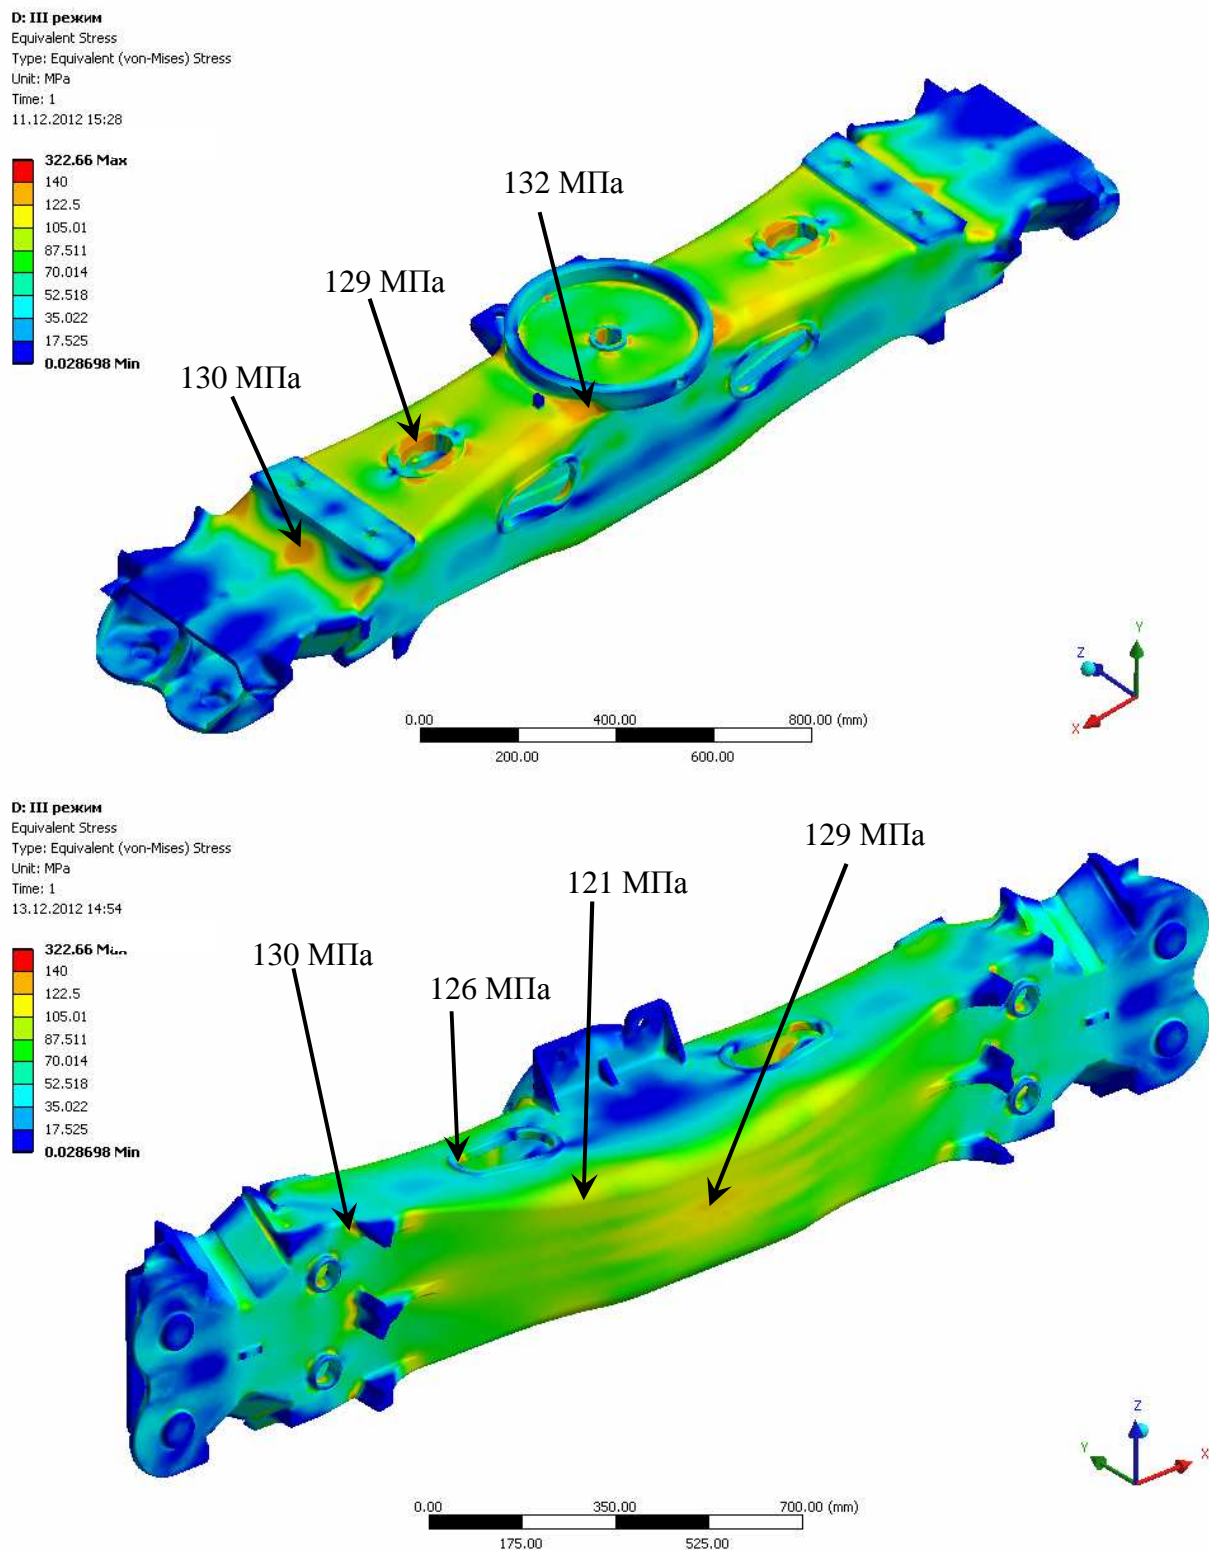 D: III режим
Equivalent Stress
Type: Equivalent (von-Mises) Stress
Unit: MPa
Time: 1
11.12.2012 15:28
322.66 Max
140
122.5
105.01
87.511
70.014
52.518
35.022
17.525
0.028698 Min
132 МПа
129 МПа
130 МПа
Y
Z
X
0.00 400.00 800.00 (mm)
200.00 600.00
D: III режим
Equivalent Stress
Type: Equivalent (von-Mises) Stress
Unit: MPa
Time: 1
13.12.2012 14:54
322.66 Max
140
122.5
105.01
87.511
70.014
52.518
35.022
17.525
0.028698 Min
129 МПа
121 МПа
130 МПа
126 МПа
Z
Y
X
0.00 350.00 700.00 (mm)
175.00 525.00